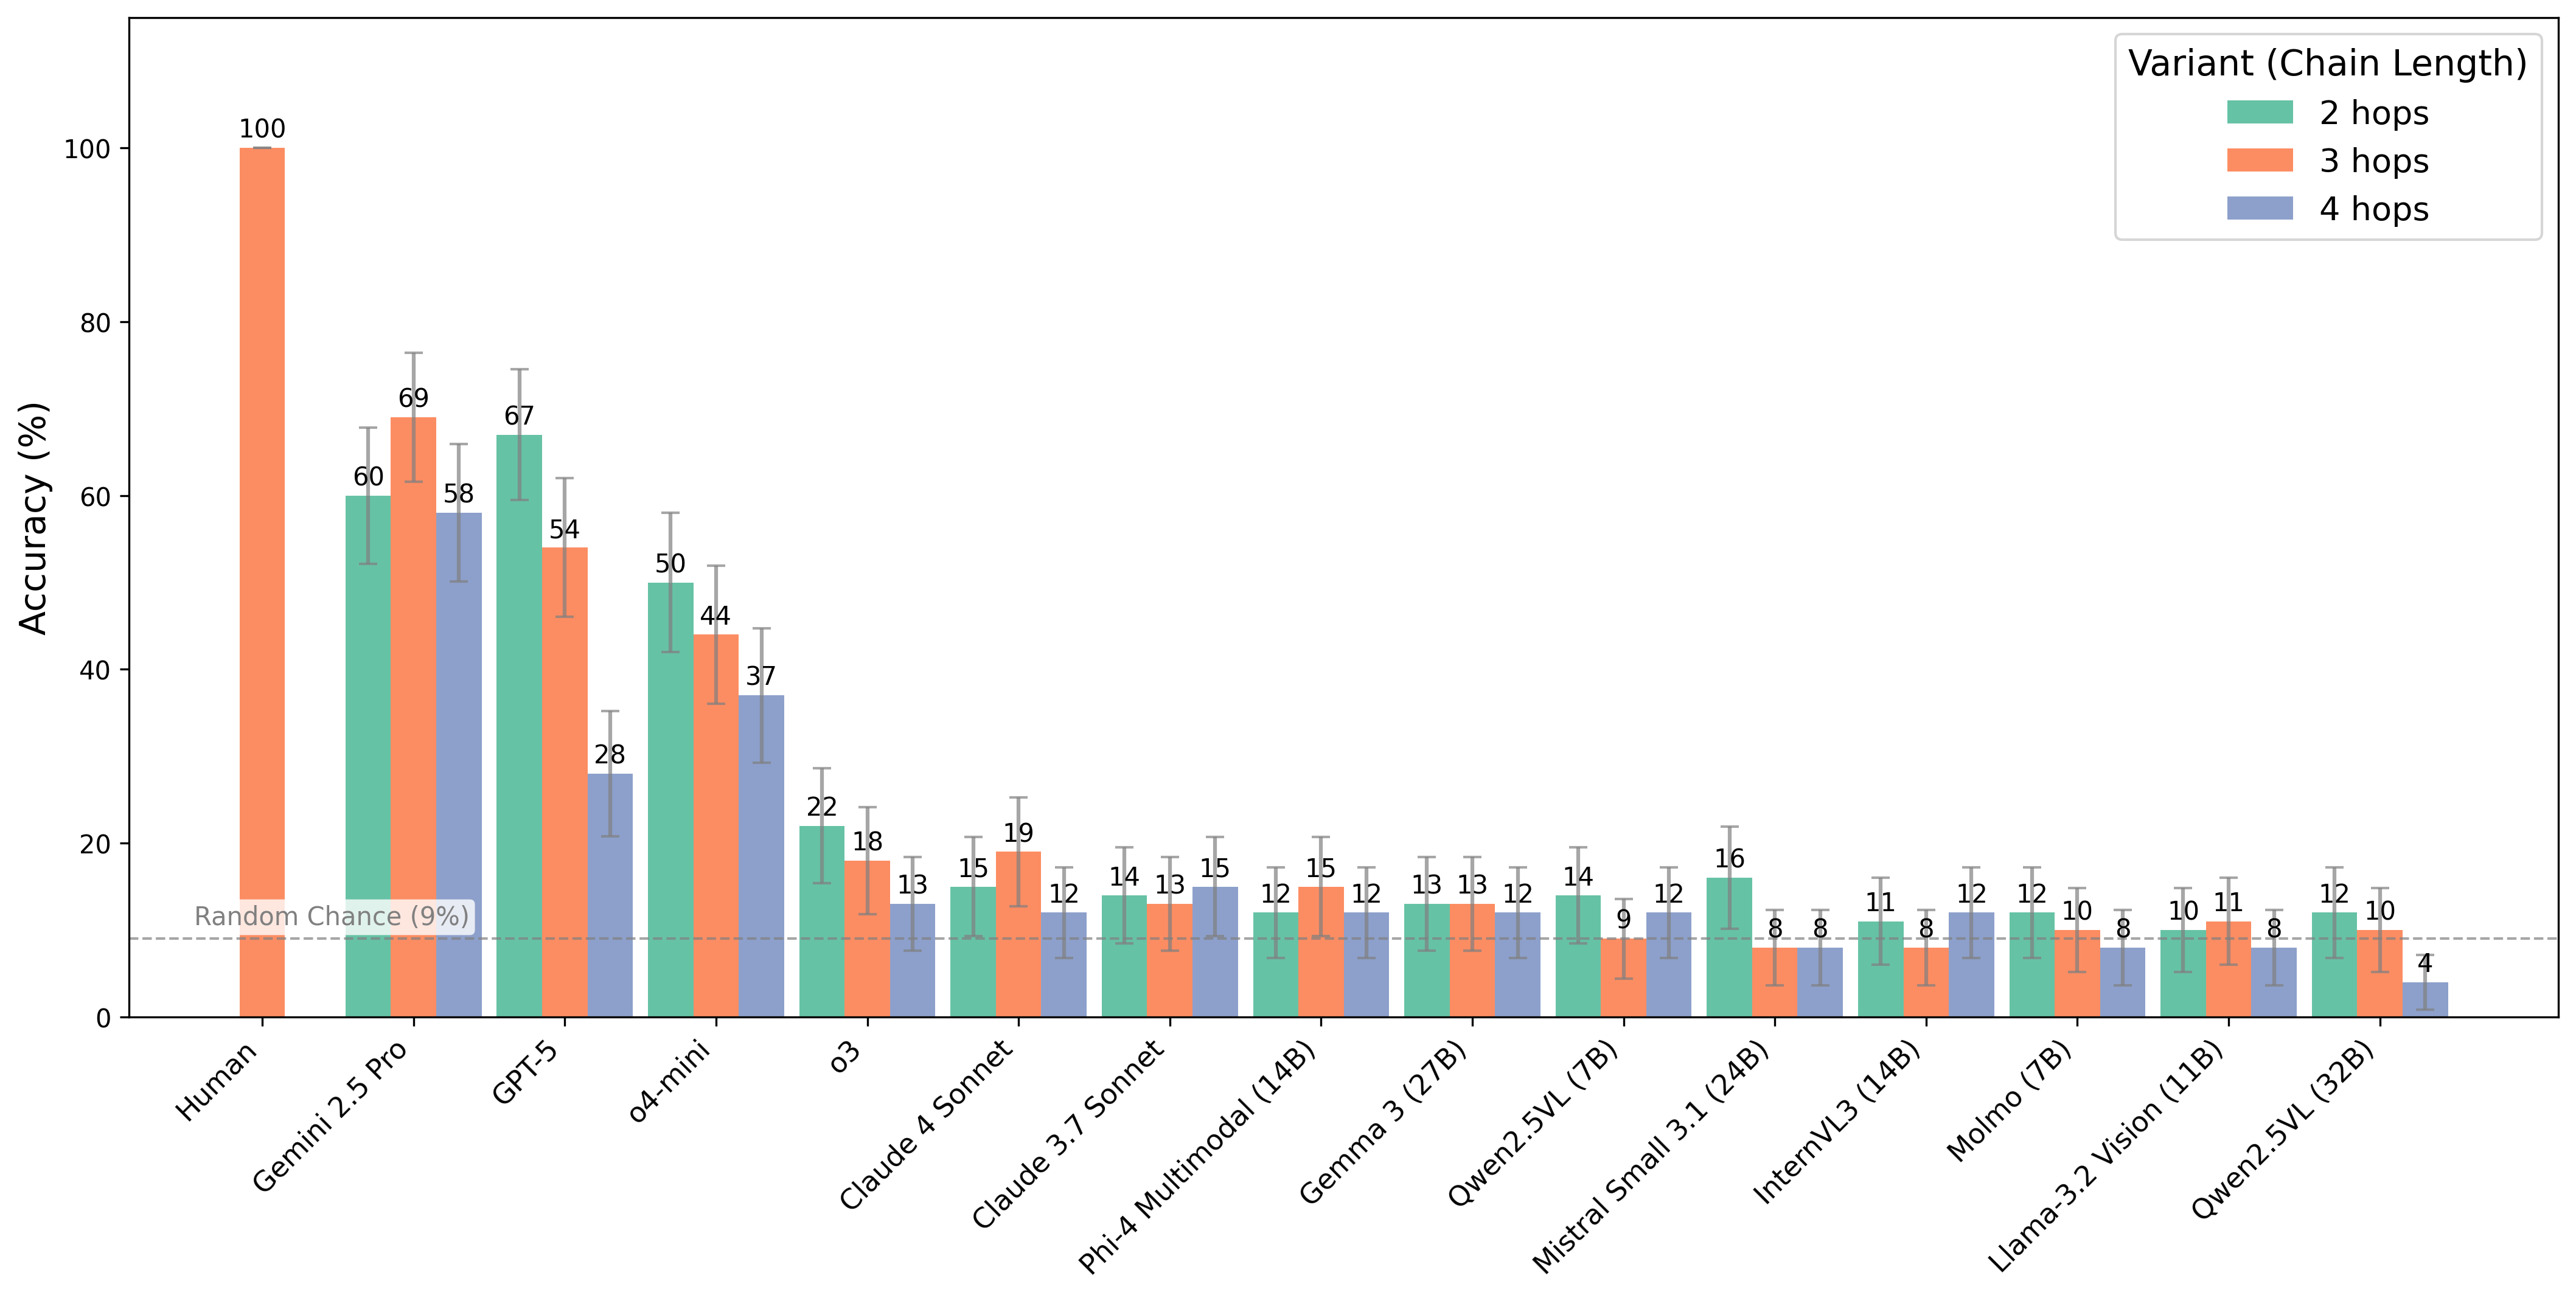 Variant (Chain Length)
2 hops
3 hops
4 hops
Accuracy (%)
100
80
60
40
20
0
Random Chance (9%)
100
60 69 58
67 54 28
50 44 37
22 18 13
15 19 12
14 13 15
12 15 12
13 13 12
14 9 12
16 8 8
11 8 12
12 10 8
10 11 8
12 10 4
Human
Gemini 2.5 Pro
GPT-5
o4-mini
o3
Claude 4 Sonnet
Claude 3.7 Sonnet
Phi-4 Multimodal (14B)
Gemma 3 (27B)
Qwen2.5VL (7B)
Mistral Small 3.1 (24B)
InternVL3 (14B)
Molmo (7B)
Llama-3.2 Vision (11B)
Qwen2.5VL (32B)